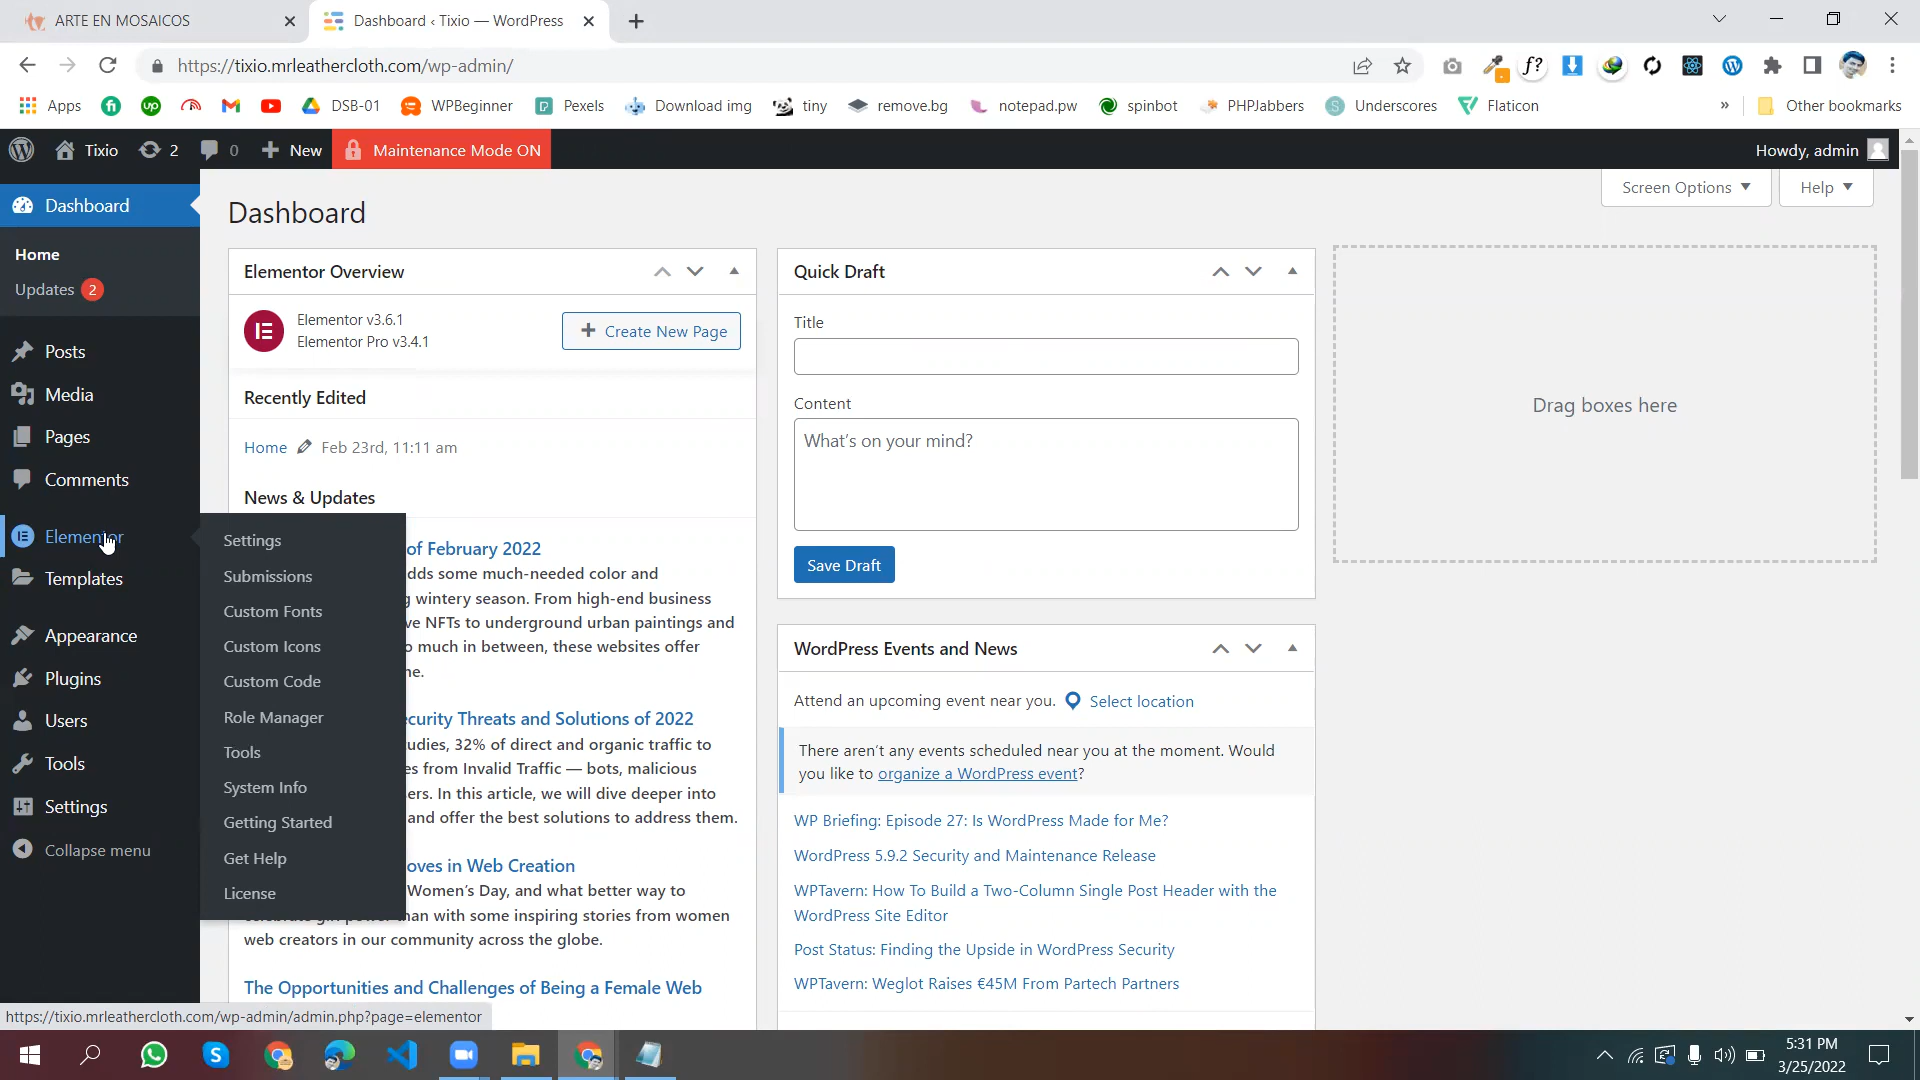 ARTE EN MOSAICOS
Dashboard ‹ Tixio — WordPress
https://tixio.mrleathercloth.com/wp-admin/
Apps
DSB-01
WPBeginner
Pexels
Download img
tiny
remove.bg
notepad.pw
spinbot
PHPJabbers
Underscores
Flaticon
»
Other bookmarks
Tixio
2
0
New
Maintenance Mode ON
Howdy, admin
Dashboard
Home
Updates 2
Posts
Media
Pages
Comments
Elementor
Templates
Appearance
Plugins
Users
Tools
Settings
Collapse menu
Settings
Submissions
Custom Fonts
Custom Icons
Custom Code
Role Manager
Tools
System Info
Getting Started
Get Help
License
Screen Options
Help
Dashboard
Elementor Overview
Elementor v3.6.1
Elementor Pro v3.4.1
Create New Page
Recently Edited
Home Feb 23rd, 11:11 am
News & Updates
of February 2022
dds some much-needed color and
wintery season. From high-end business
ve NFTs to underground urban paintings and
o much in between, these websites offer
ne.
curity Threats and Solutions of 2022
udies, 32% of direct and organic traffic to
es from Invalid Traffic — bots, malicious
ers. In this article, we will dive deeper into
and offer the best solutions to address them.
oves in Web Creation
Women's Day, and what better way to
than with some inspiring stories from women
web creators in our community across the globe.
The Opportunities and Challenges of Being a Female Web
Quick Draft
Title
Content
What's on your mind?
Save Draft
WordPress Events and News
Attend an upcoming event near you. Select location
There aren't any events scheduled near you at the moment. Would
you like to organize a WordPress event?
WP Briefing: Episode 27: Is WordPress Made for Me?
WordPress 5.9.2 Security and Maintenance Release
WPTavern: How To Build a Two-Column Single Post Header with the
WordPress Site Editor
Post Status: Finding the Upside in WordPress Security
WPTavern: Weglot Raises €45M From Partech Partners
Drag boxes here
https://tixio.mrleathercloth.com/wp-admin/admin.php?page=elementor
5:31 PM
3/25/2022